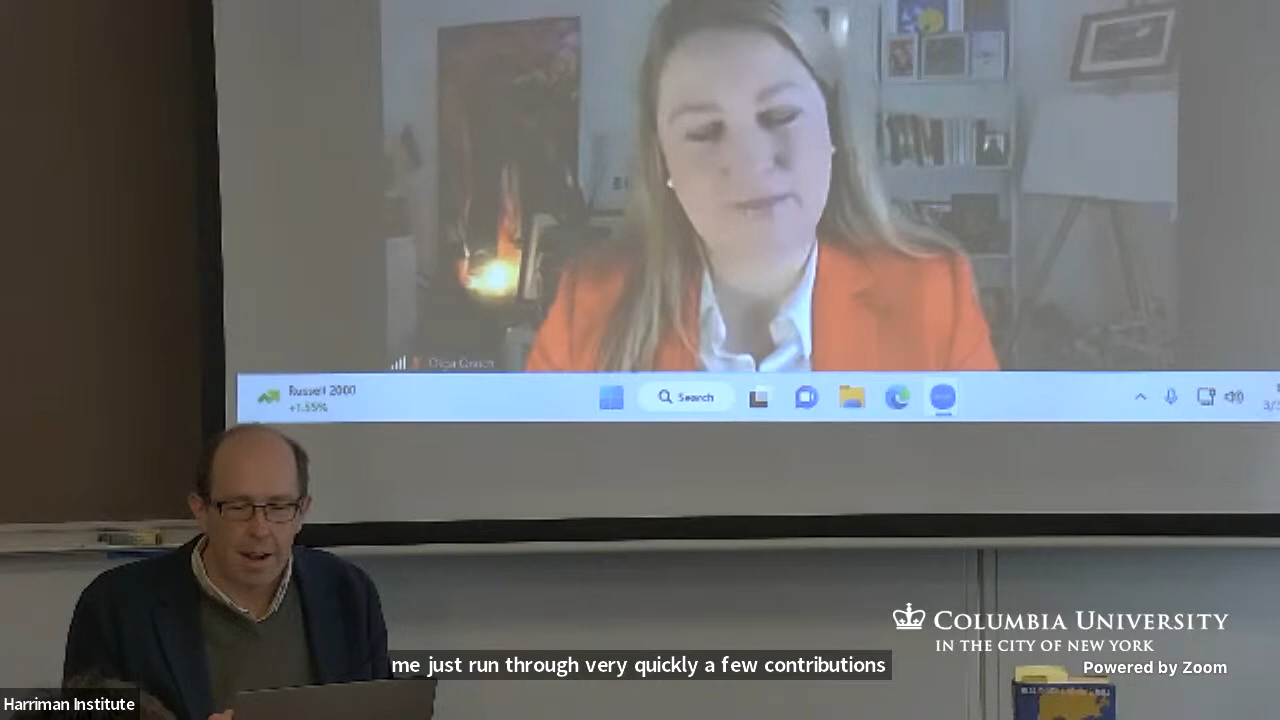 Russell 2000
+1.55%
Search
COLUMBIA UNIVERSITY
IN THE CITY OF NEW YORK
me just run through very quickly a few contributions
Powered by Zoom
Harriman Institute